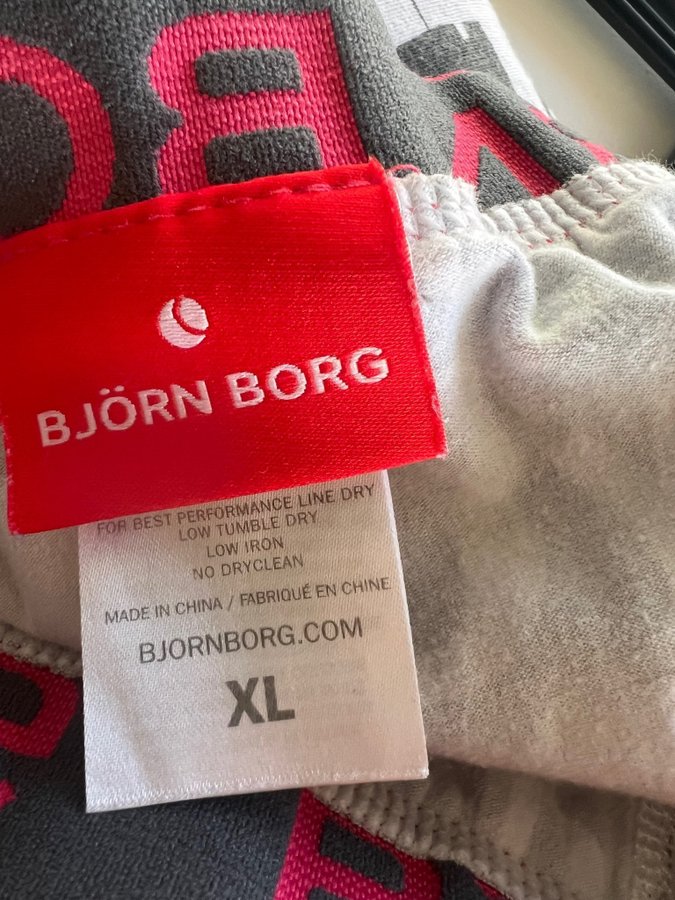 BJÖRN BORG
FOR BEST PERFORMANCE LINE DRY
LOW TUMBLE DRY
LOW IRON
NO DRYCLEAN
MADE IN CHINA / FABRIQUÉ EN CHINE
BJORNBORG.COM
XL